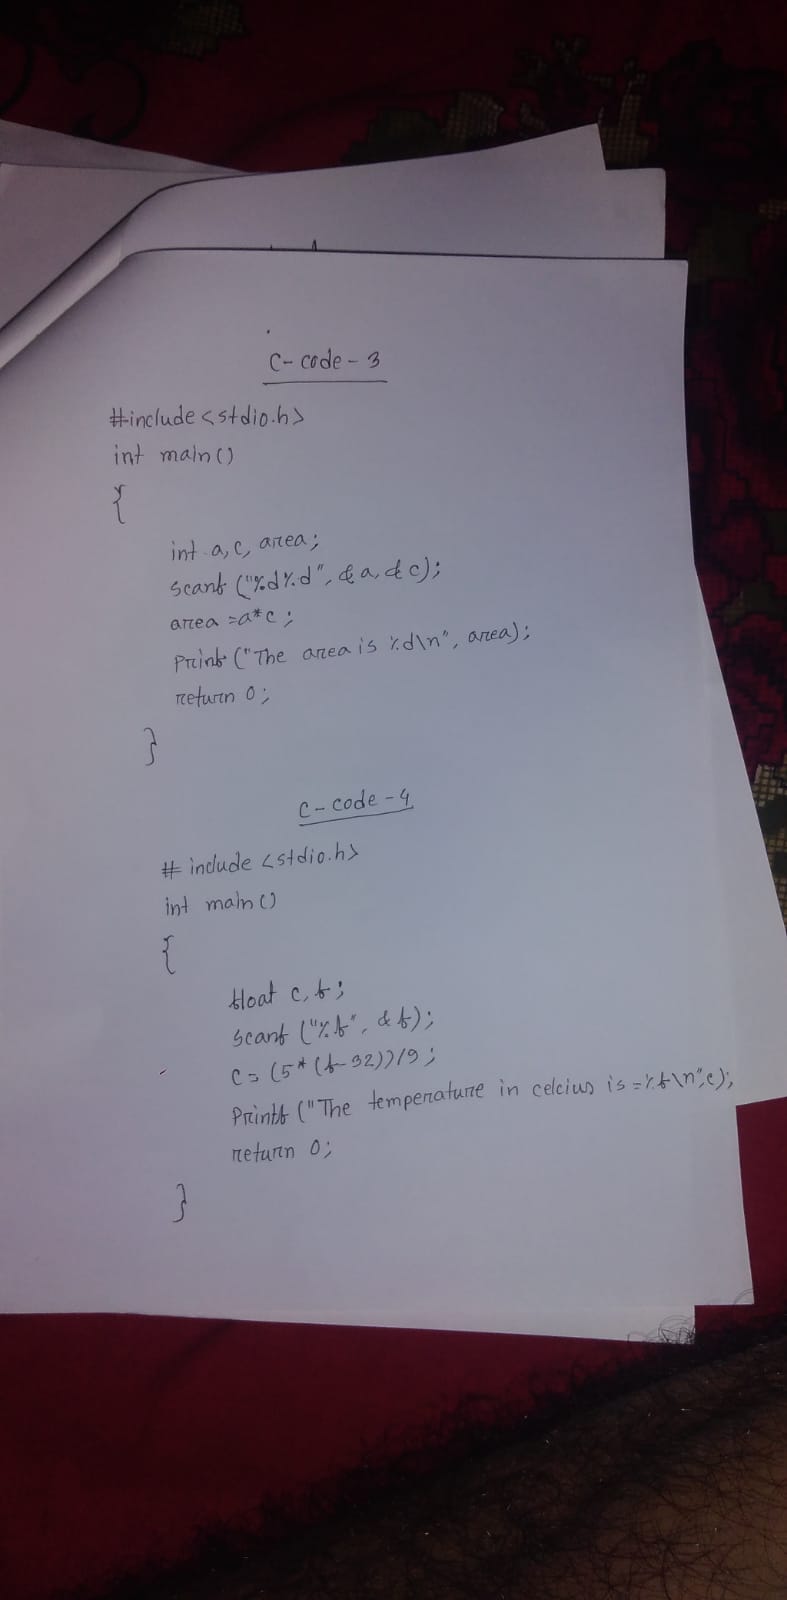 C-code-3
#include<stdio.h>
int main()
{
int a,c, area;
scanf ("%d%d", &a, &c);
area =a*c;
Printf ("The area is %d\n", area);
return 0;
}
C-code-4
# include <stdio.h>
int main()
{
float c, f;
scanf ("%f", &f);
c= (5*(f-32))/9;
Printf ("The temperature in celcius is =%f\n",c);
return 0;
}